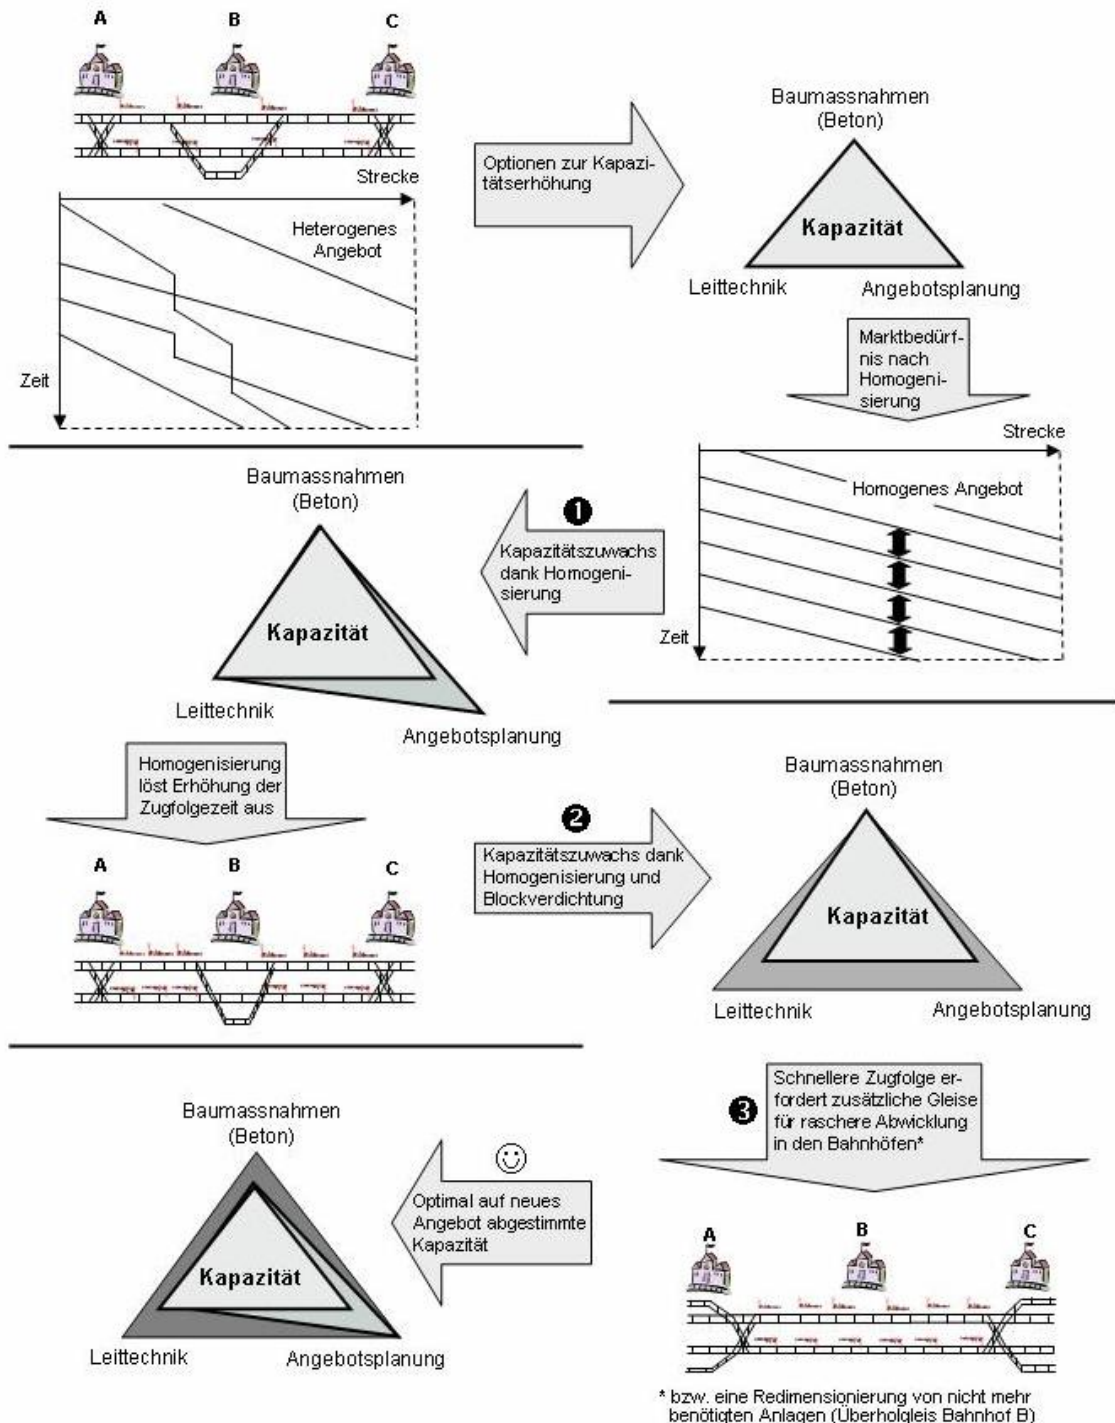 A
B
C
Strecke
Heterogenes
Angebot
Zeit
Optionen zur Kapazi-
tätserhöhung
Baumassnahmen
(Beton)
Kapazität
Leittechnik
Angebotsplanung
Marktbedürf-
nis nach
Homogeni-
sierung
Strecke
Homogenes Angebot
Zeit
1
Kapazitätszuwachs
dank Homogeni-
sierung
Baumassnahmen
(Beton)
Kapazität
Leittechnik
Angebotsplanung
Homogenisierung
löst Erhöhung der
Zugfolgezeit aus
A
B
C
2
Kapazitätszuwachs dank
Homogenisierung und
Blockverdichtung
Baumassnahmen
(Beton)
Kapazität
Leittechnik
Angebotsplanung
3
Schnellere Zugfolge er-
fordert zusätzliche Gleise
für raschere Abwicklung
in den Bahnhöfen*
A
B
C
* bzw. eine Redimensionierung von nicht mehr
benötigten Anlagen (Überholgleis Bahnhof B)
Optimal auf neues
Angebot abgestimmte
Kapazität
Baumassnahmen
(Beton)
Kapazität
Leittechnik
Angebotsplanung